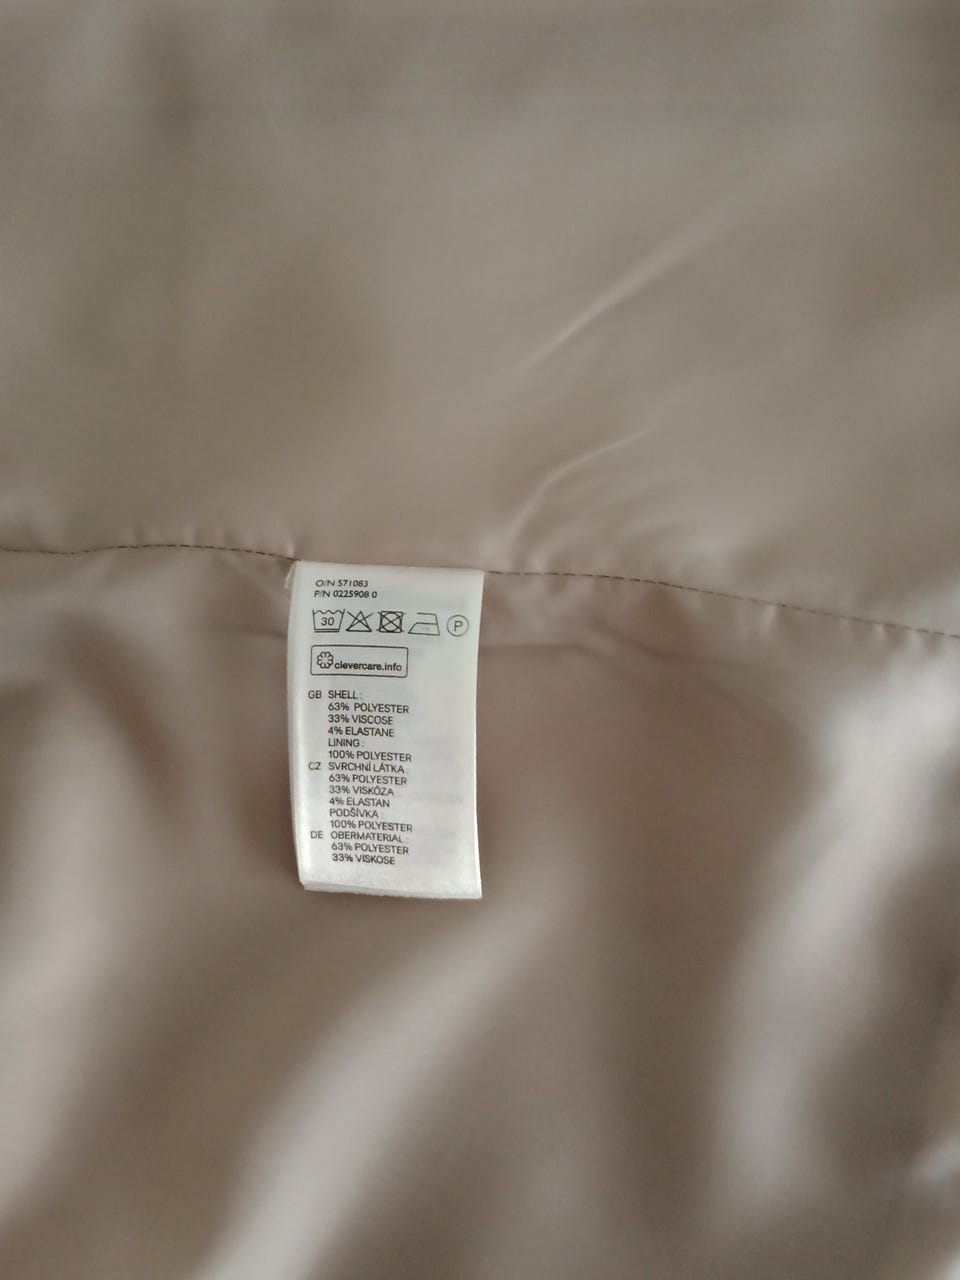 O/N 571083
P/N 0225908 0
30 P
clevercare.info
GB SHELL:
63% POLYESTER
33% VISCOSE
4% ELASTANE
LINING:
100% POLYESTER
CZ SVRCHNÍ LÁTKA:
63% POLYESTER
33% VISKÓZA
4% ELASTAN
PODŠÍVKA:
100% POLYESTER
DE OBERMATERIAL:
63% POLYESTER
33% VISKOSE